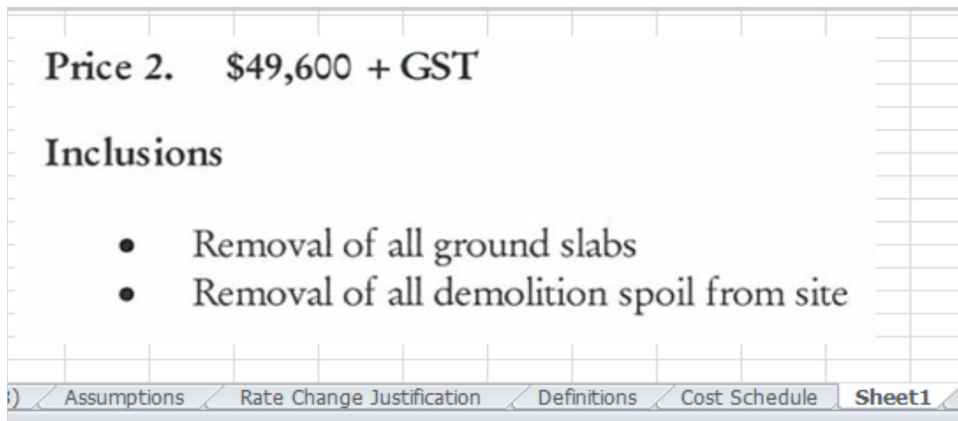 Price 2. $49,600 + GST
Inclusions
• Removal of all ground slabs
• Removal of all demolition spoil from site
) Assumptions Rate Change Justification Definitions Cost Schedule Sheet1